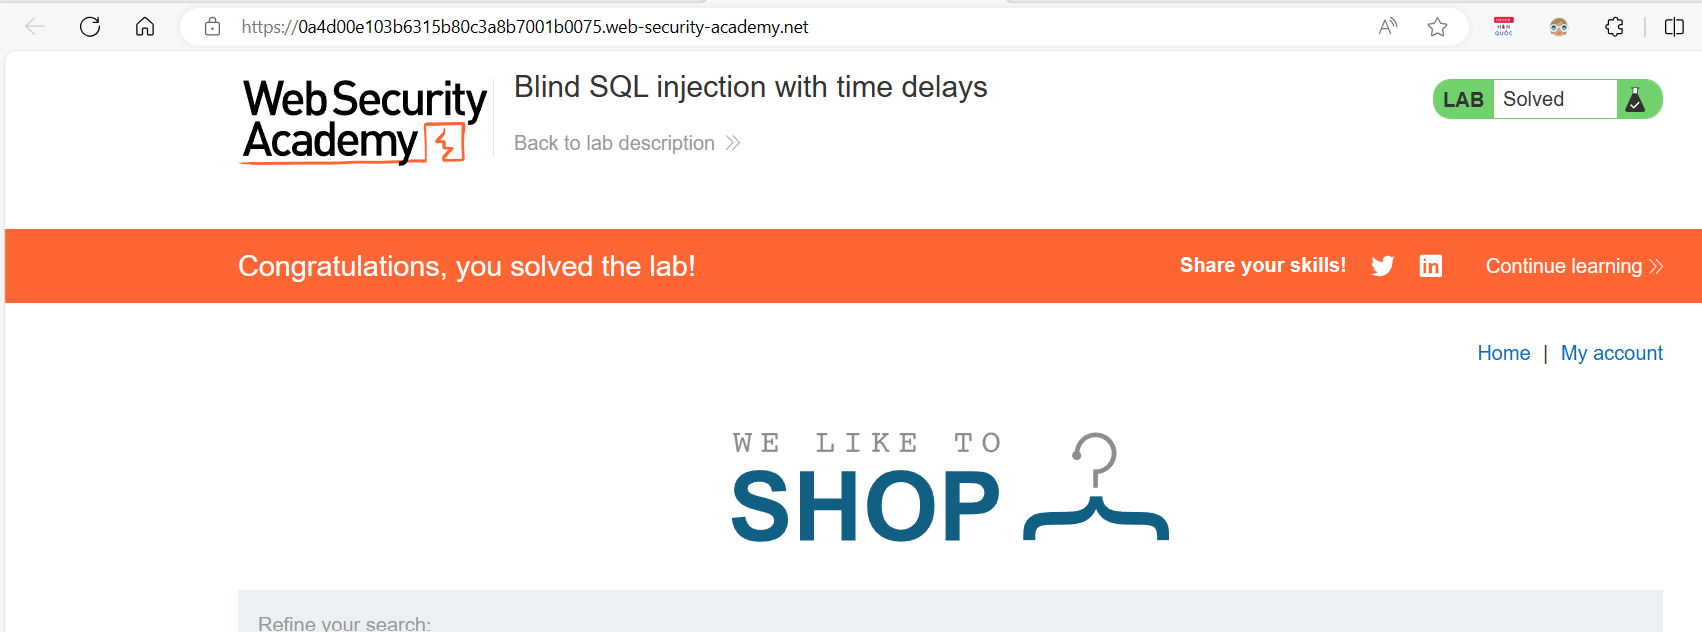 https://0a4d00e103b6315b80c3a8b7001b0075.web-security-academy.net
Web Security
Academy
Blind SQL injection with time delays
Back to lab description
LAB Solved
Congratulations, you solved the lab!
Share your skills!
Continue learning
Home | My account
WE LIKE TO
SHOP
Refine your search: